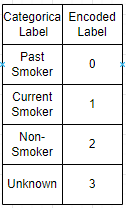 Categorica Encoded
Label Label
Past
Smoker 0
Current
Smoker 1
Non-
Smoker 2
Unknown 3